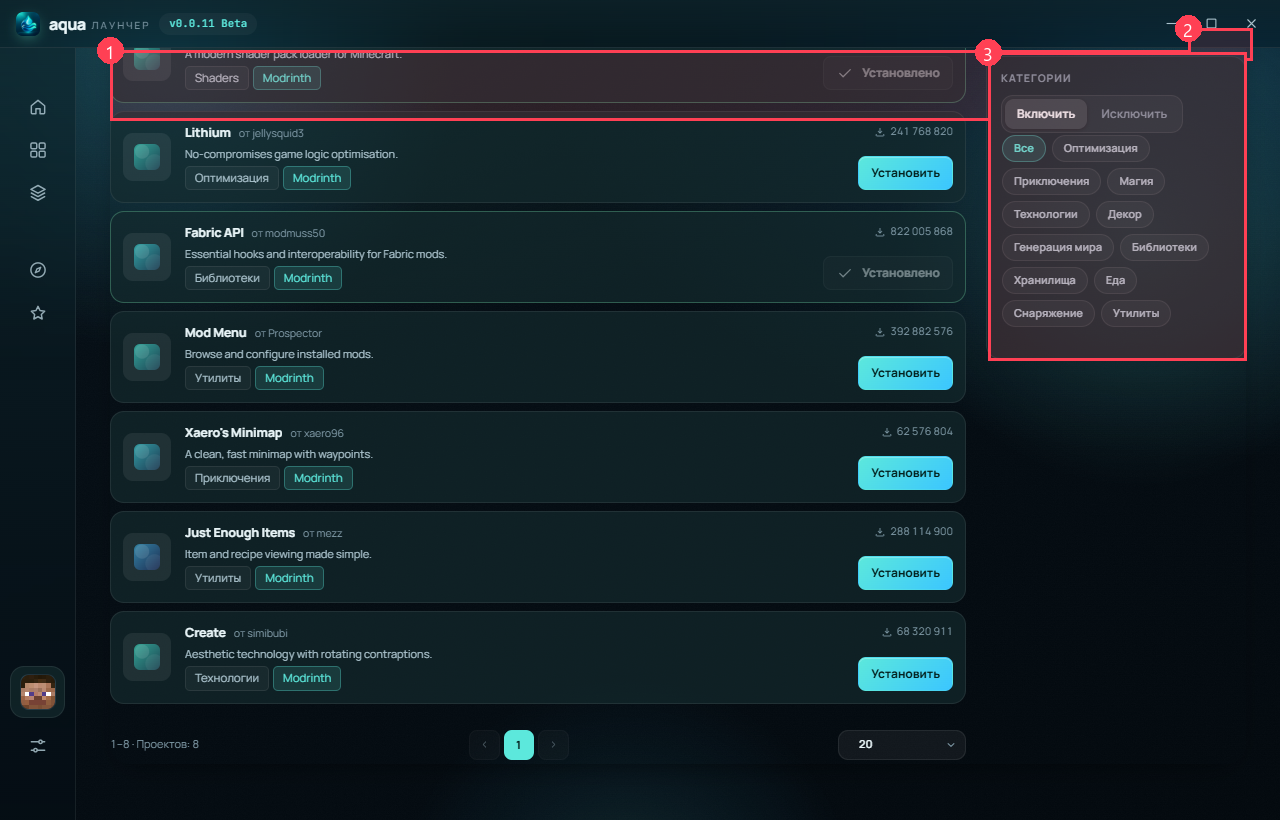 aqua ЛАУНЧЕР v0.0.11 Beta
1
2
3
A modern shader pack loader for Minecraft.
Shaders Modrinth
Установлено
Lithium от jellysquid3
241 768 820
No-compromises game logic optimisation.
Оптимизация Modrinth
Установить
Fabric API от modmuss50
822 005 868
Essential hooks and interoperability for Fabric mods.
Библиотеки Modrinth
Установлено
Mod Menu от Prospector
392 882 576
Browse and configure installed mods.
Утилиты Modrinth
Установить
Xaero's Minimap от xaero96
62 576 804
A clean, fast minimap with waypoints.
Приключения Modrinth
Установить
Just Enough Items от mezz
288 114 900
Item and recipe viewing made simple.
Утилиты Modrinth
Установить
Create от simibubi
68 320 911
Aesthetic technology with rotating contraptions.
Технологии Modrinth
Установить
1–8 · Проектов: 8
‹ 1 ›
20
КАТЕГОРИИ
Включить Исключить
Все Оптимизация
Приключения Магия
Технологии Декор
Генерация мира Библиотеки
Хранилища Еда
Снаряжение Утилиты